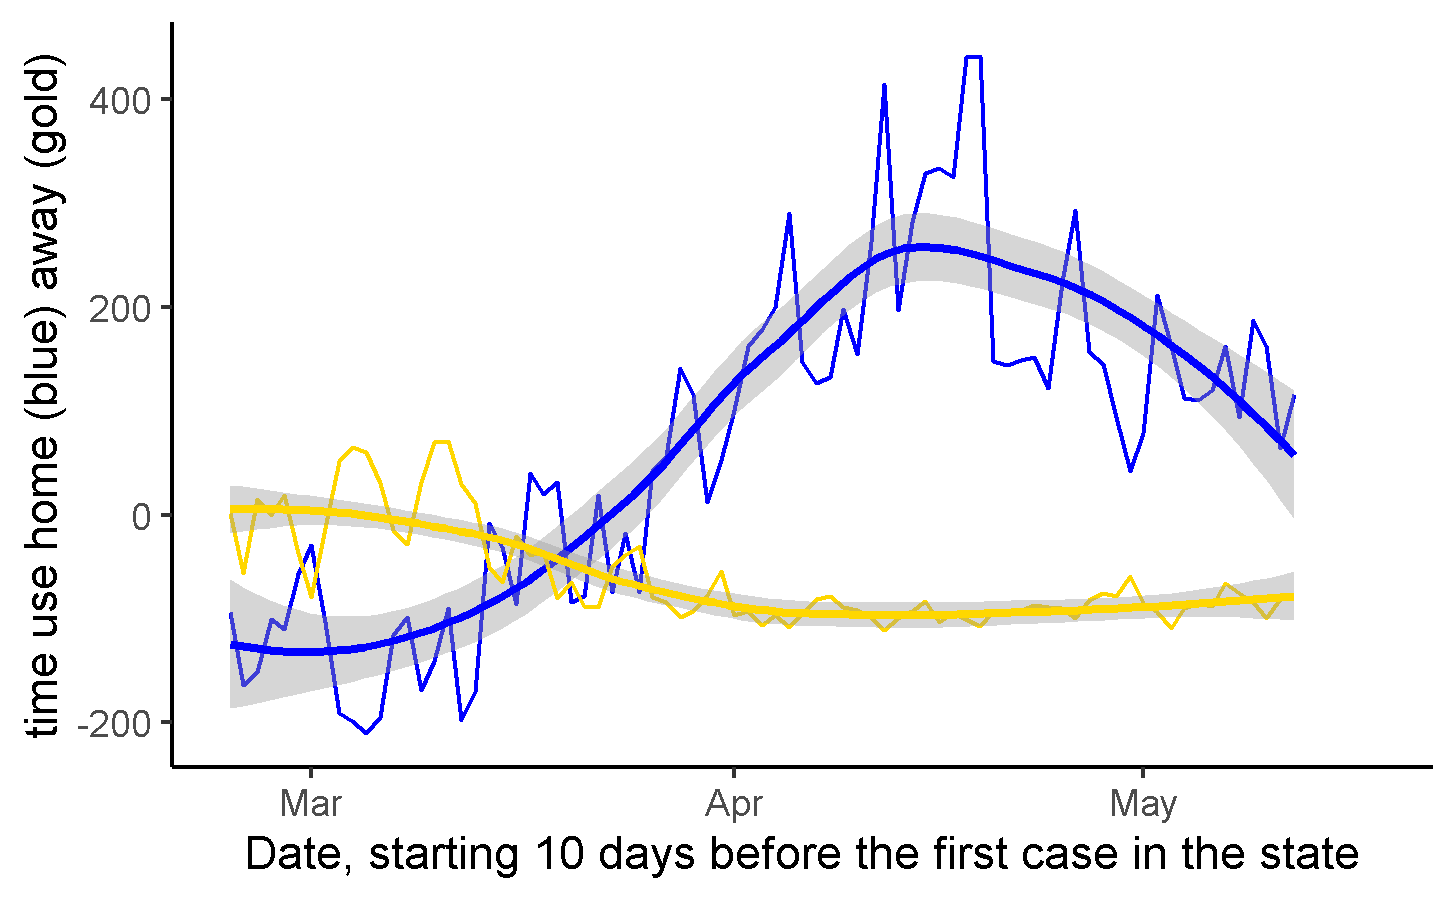 time use home (blue) away (gold)
400
200
0
-200
Mar
Apr
May
Date, starting 10 days before the first case in the state